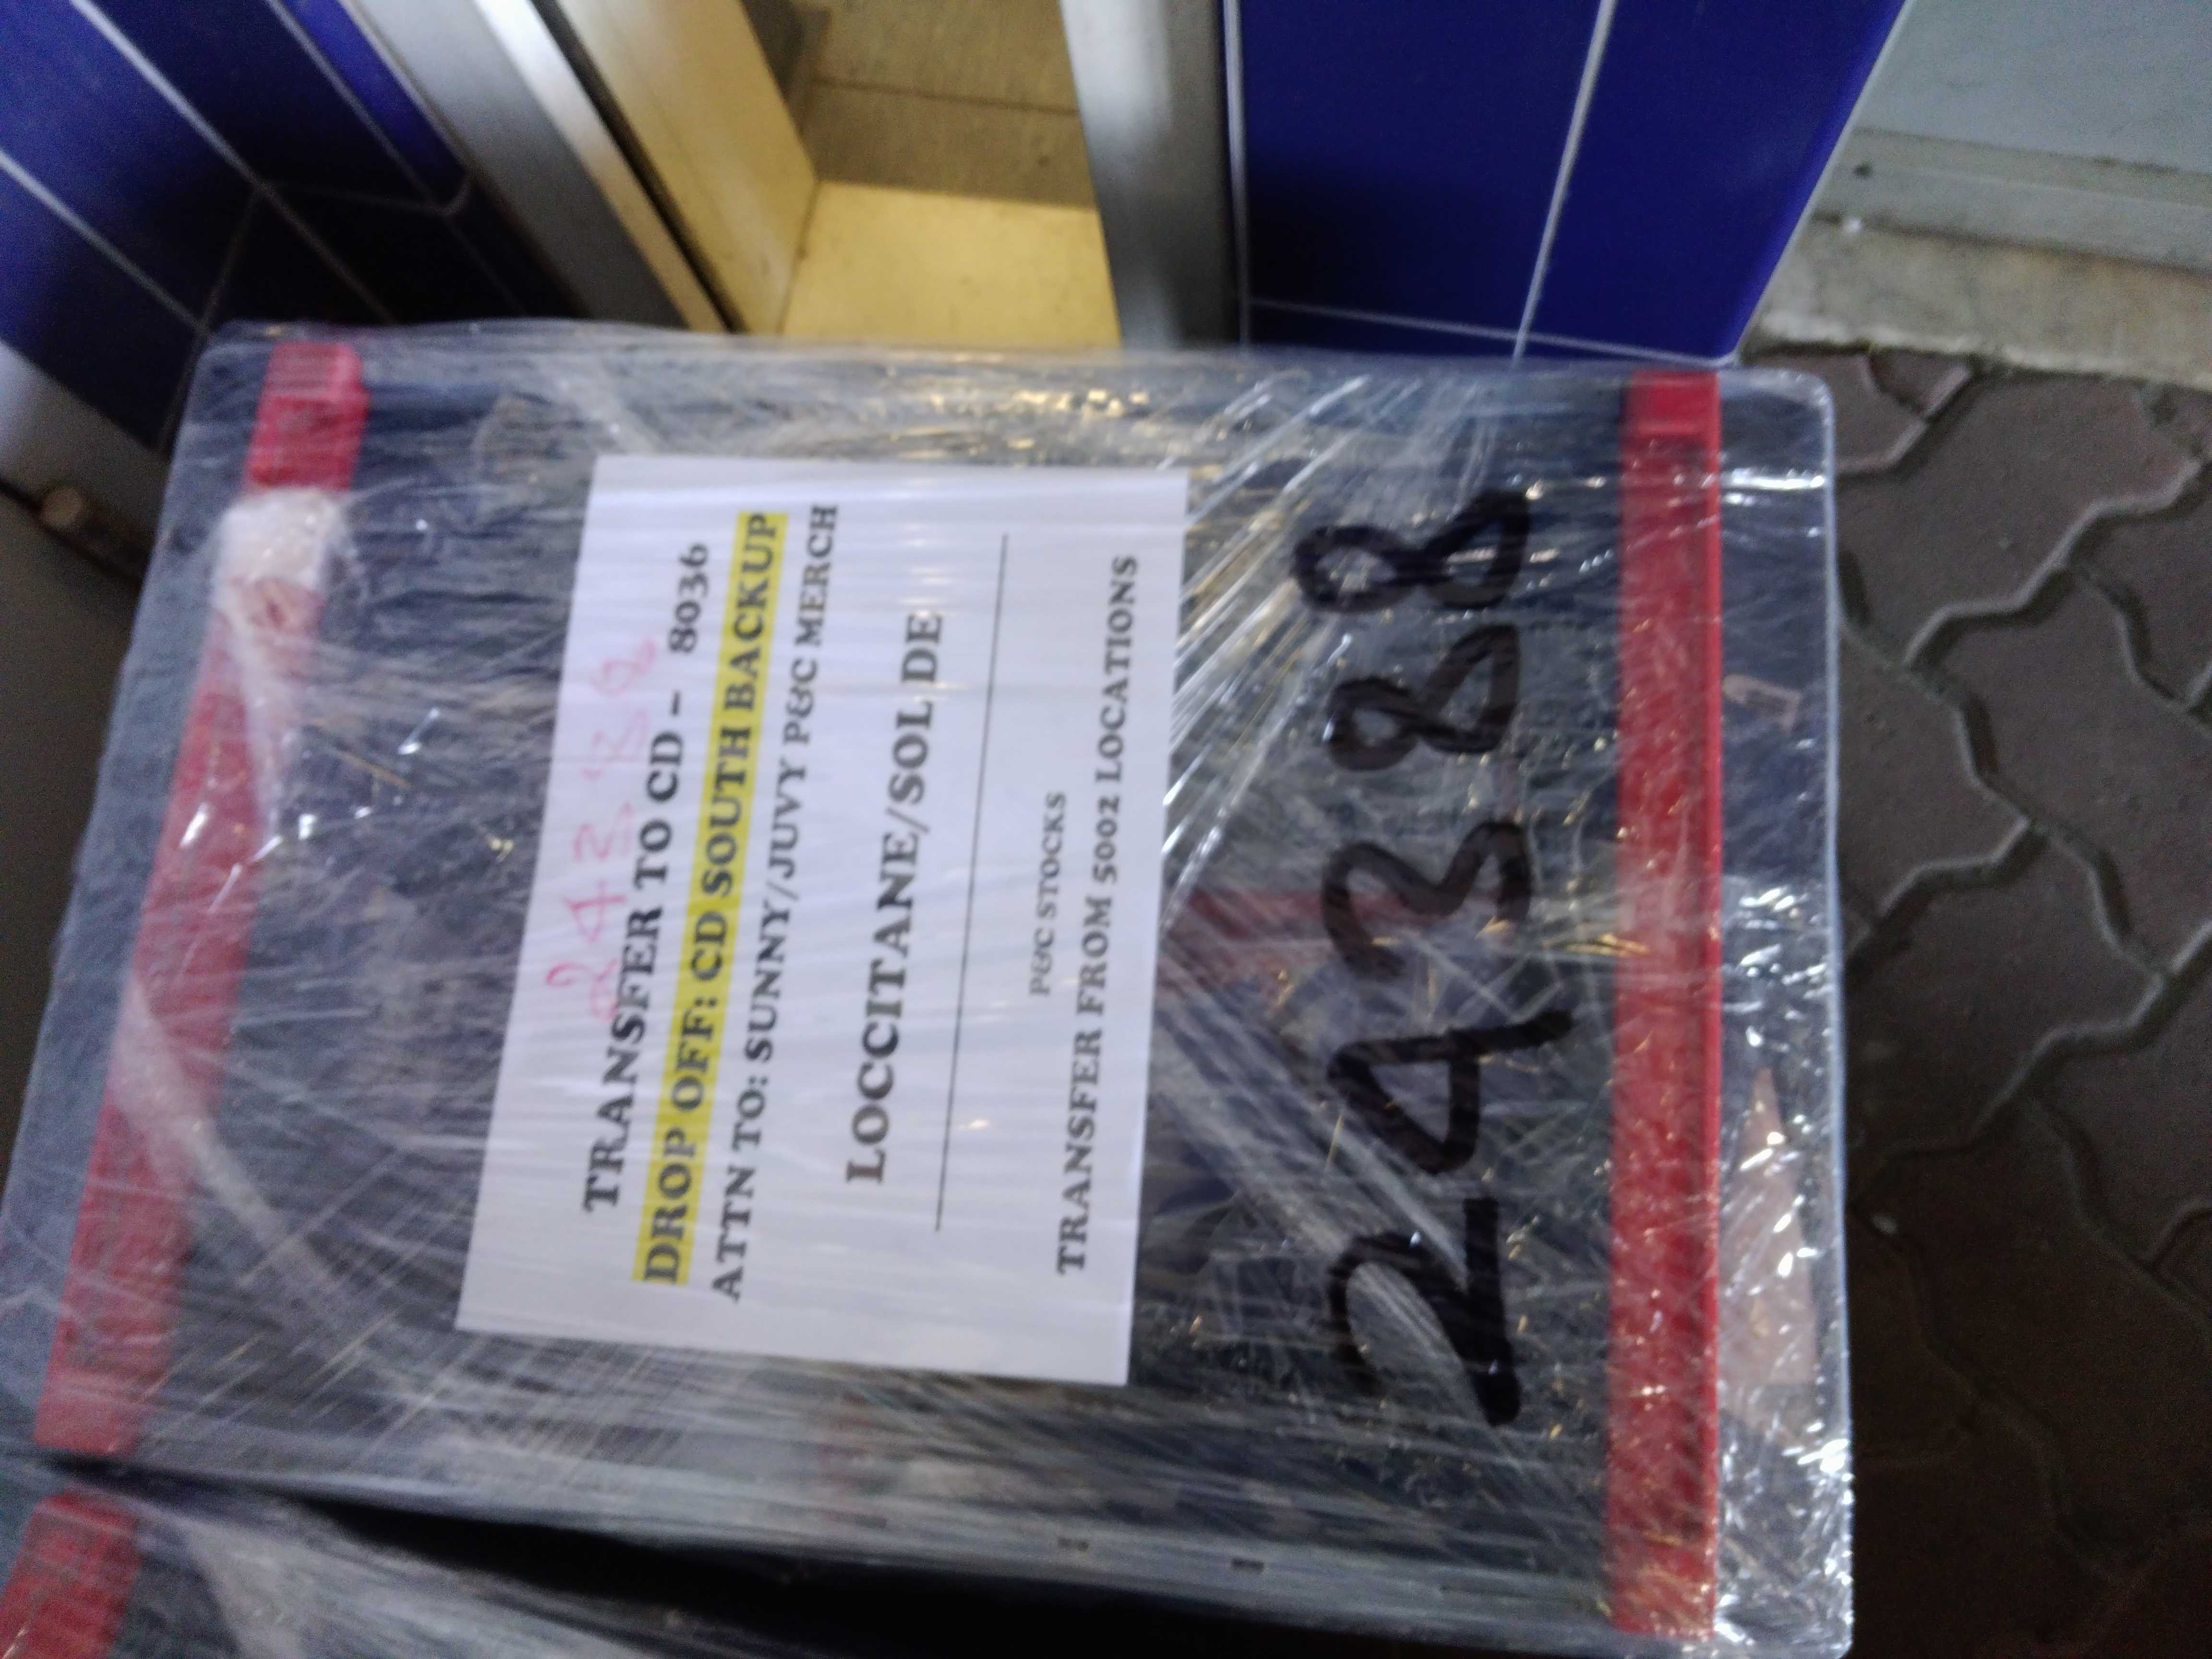 24388
TRANSFER TO CD – 8036
DROP OFF: CD SOUTH BACKUP
ATTN TO: SUNNY/JUVY P&C MERCH
LOCCITANE/SOL DE
P&C STOCKS
TRANSFER FROM 5002 LOCATIONS
24388